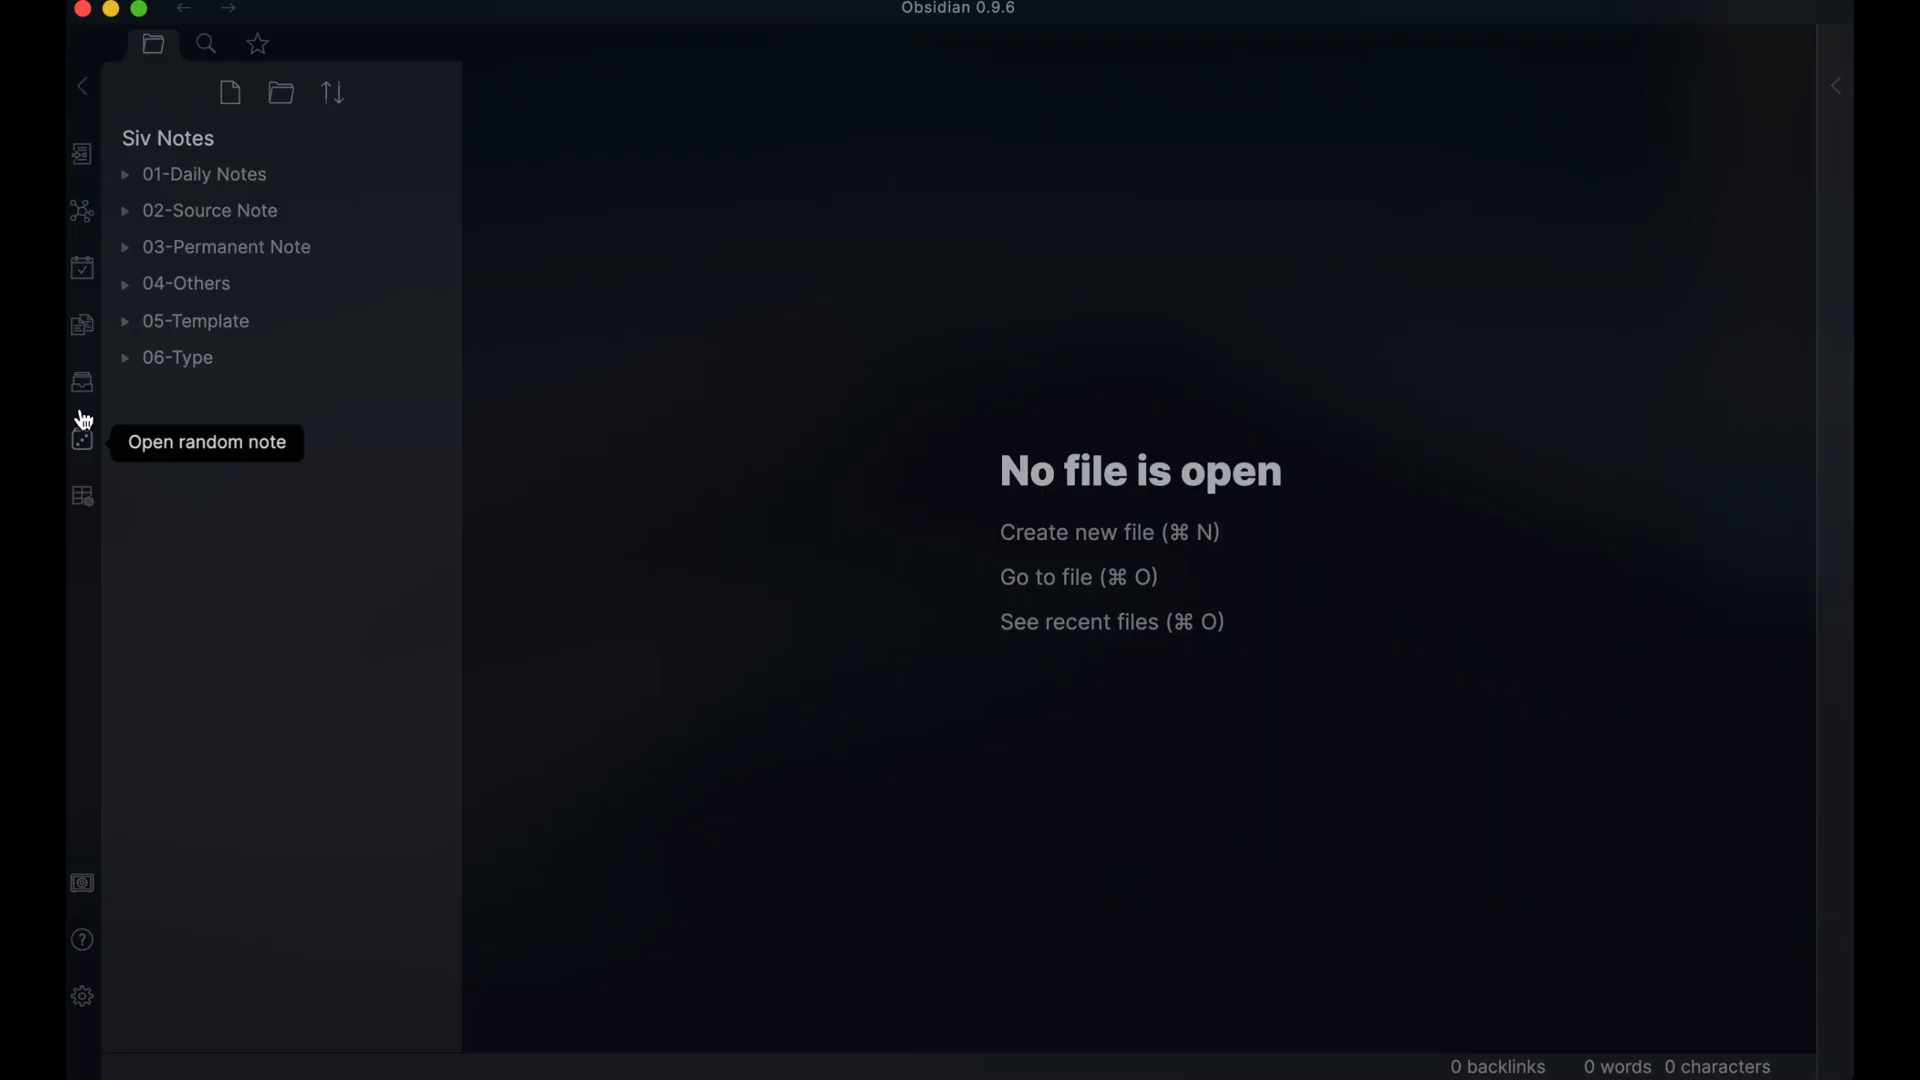 Obsidian 0.9.6
Siv Notes
01-Daily Notes
02-Source Note
03-Permanent Note
04-Others
05-Template
06-Type
Open random note
No file is open
Create new file (⌘ N)
Go to file (⌘ O)
See recent files (⌘ O)
0 backlinks 0 words 0 characters